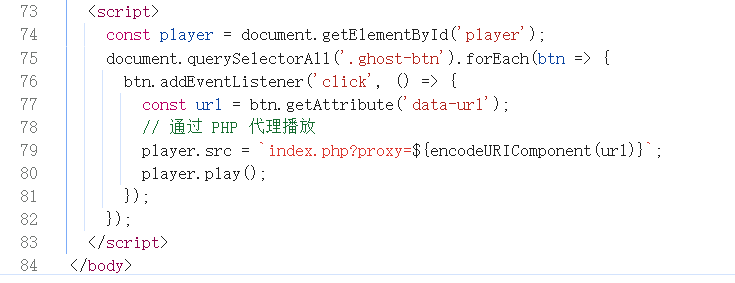 73 <script>
74 const player = document.getElementById('player');
75 document.querySelectorAll('.ghost-btn').forEach(btn => {
76 btn.addEventListener('click', () => {
77 const url = btn.getAttribute('data-url');
78 // 通过 PHP 代理播放
79 player.src = `index.php?proxy=${encodeURIComponent(url)}`;
80 player.play();
81 });
82 });
83 </script>
84 </body>